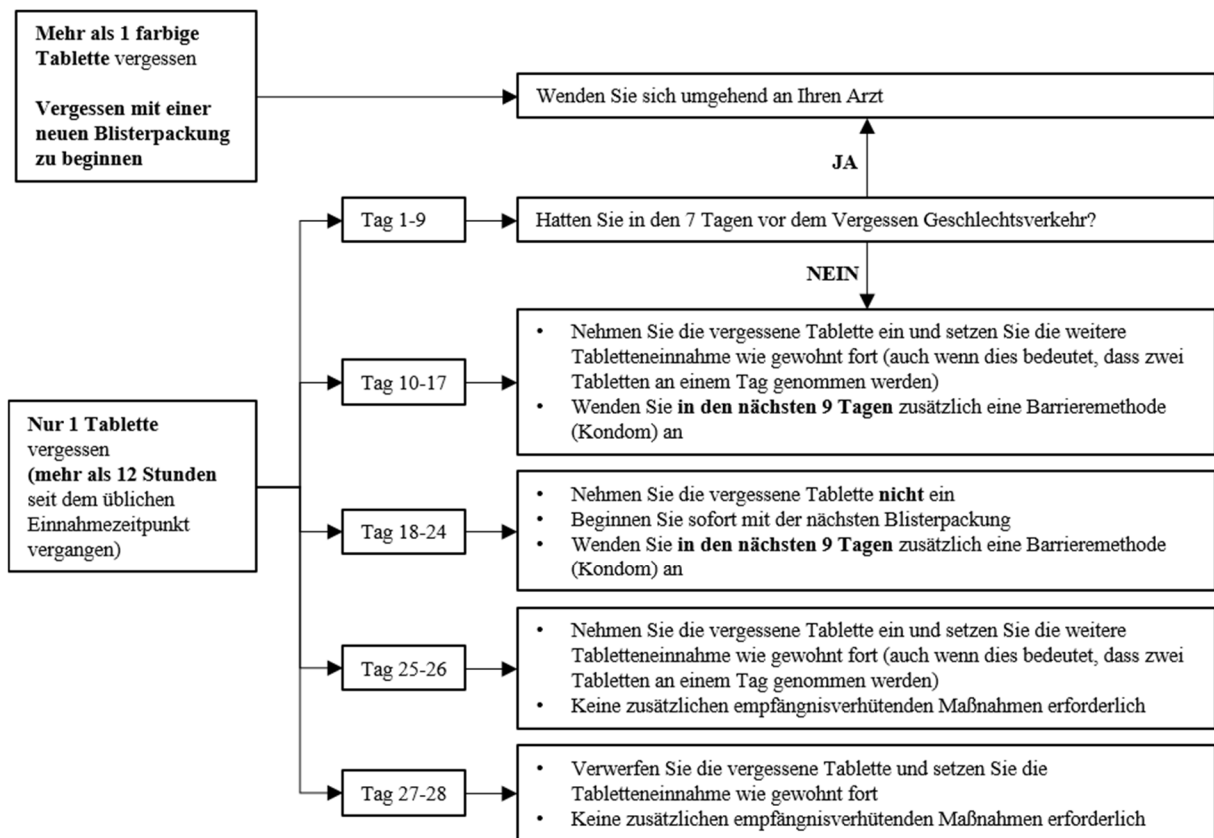 Mehr als 1 farbige
Tablette vergessen
Vergessen mit einer
neuen Blisterpackung
zu beginnen
Wenden Sie sich umgehend an Ihren Arzt
JA
Tag 1-9
Hatten Sie in den 7 Tagen vor dem Vergessen Geschlechtsverkehr?
NEIN
Nur 1 Tablette
vergessen
(mehr als 12 Stunden
seit dem üblichen
Einnahmezeitpunkt
vergangen)
Tag 10-17
• Nehmen Sie die vergessene Tablette ein und setzen Sie die weitere
Tabletteneinnahme wie gewohnt fort (auch wenn dies bedeutet, dass zwei
Tabletten an einem Tag genommen werden)
• Wenden Sie in den nächsten 9 Tagen zusätzlich eine Barrieremethode
(Kondom) an
Tag 18-24
• Nehmen Sie die vergessene Tablette nicht ein
• Beginnen Sie sofort mit der nächsten Blisterpackung
• Wenden Sie in den nächsten 9 Tagen zusätzlich eine Barrieremethode
(Kondom) an
Tag 25-26
• Nehmen Sie die vergessene Tablette ein und setzen Sie die weitere
Tabletteneinnahme wie gewohnt fort (auch wenn dies bedeutet, dass zwei
Tabletten an einem Tag genommen werden)
• Keine zusätzlichen empfängnisverhütenden Maßnahmen erforderlich
Tag 27-28
• Verwerfen Sie die vergessene Tablette und setzen Sie die
Tabletteneinnahme wie gewohnt fort
• Keine zusätzlichen empfängnisverhütenden Maßnahmen erforderlich